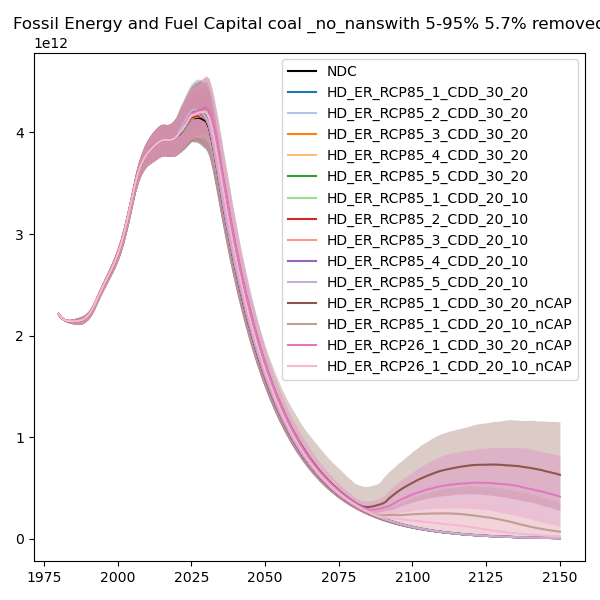 Fossil Energy and Fuel Capital coal _no_nanswith 5-95% 5.7% removed
1e12
NDC
HD_ER_RCP85_1_CDD_30_20
HD_ER_RCP85_2_CDD_30_20
HD_ER_RCP85_3_CDD_30_20
HD_ER_RCP85_4_CDD_30_20
HD_ER_RCP85_5_CDD_30_20
HD_ER_RCP85_1_CDD_20_10
HD_ER_RCP85_2_CDD_20_10
HD_ER_RCP85_3_CDD_20_10
HD_ER_RCP85_4_CDD_20_10
HD_ER_RCP85_5_CDD_20_10
HD_ER_RCP85_1_CDD_30_20_nCAP
HD_ER_RCP85_1_CDD_20_10_nCAP
HD_ER_RCP26_1_CDD_30_20_nCAP
HD_ER_RCP26_1_CDD_20_10_nCAP
4
3
2
1
0
1975 2000 2025 2050 2075 2100 2125 2150